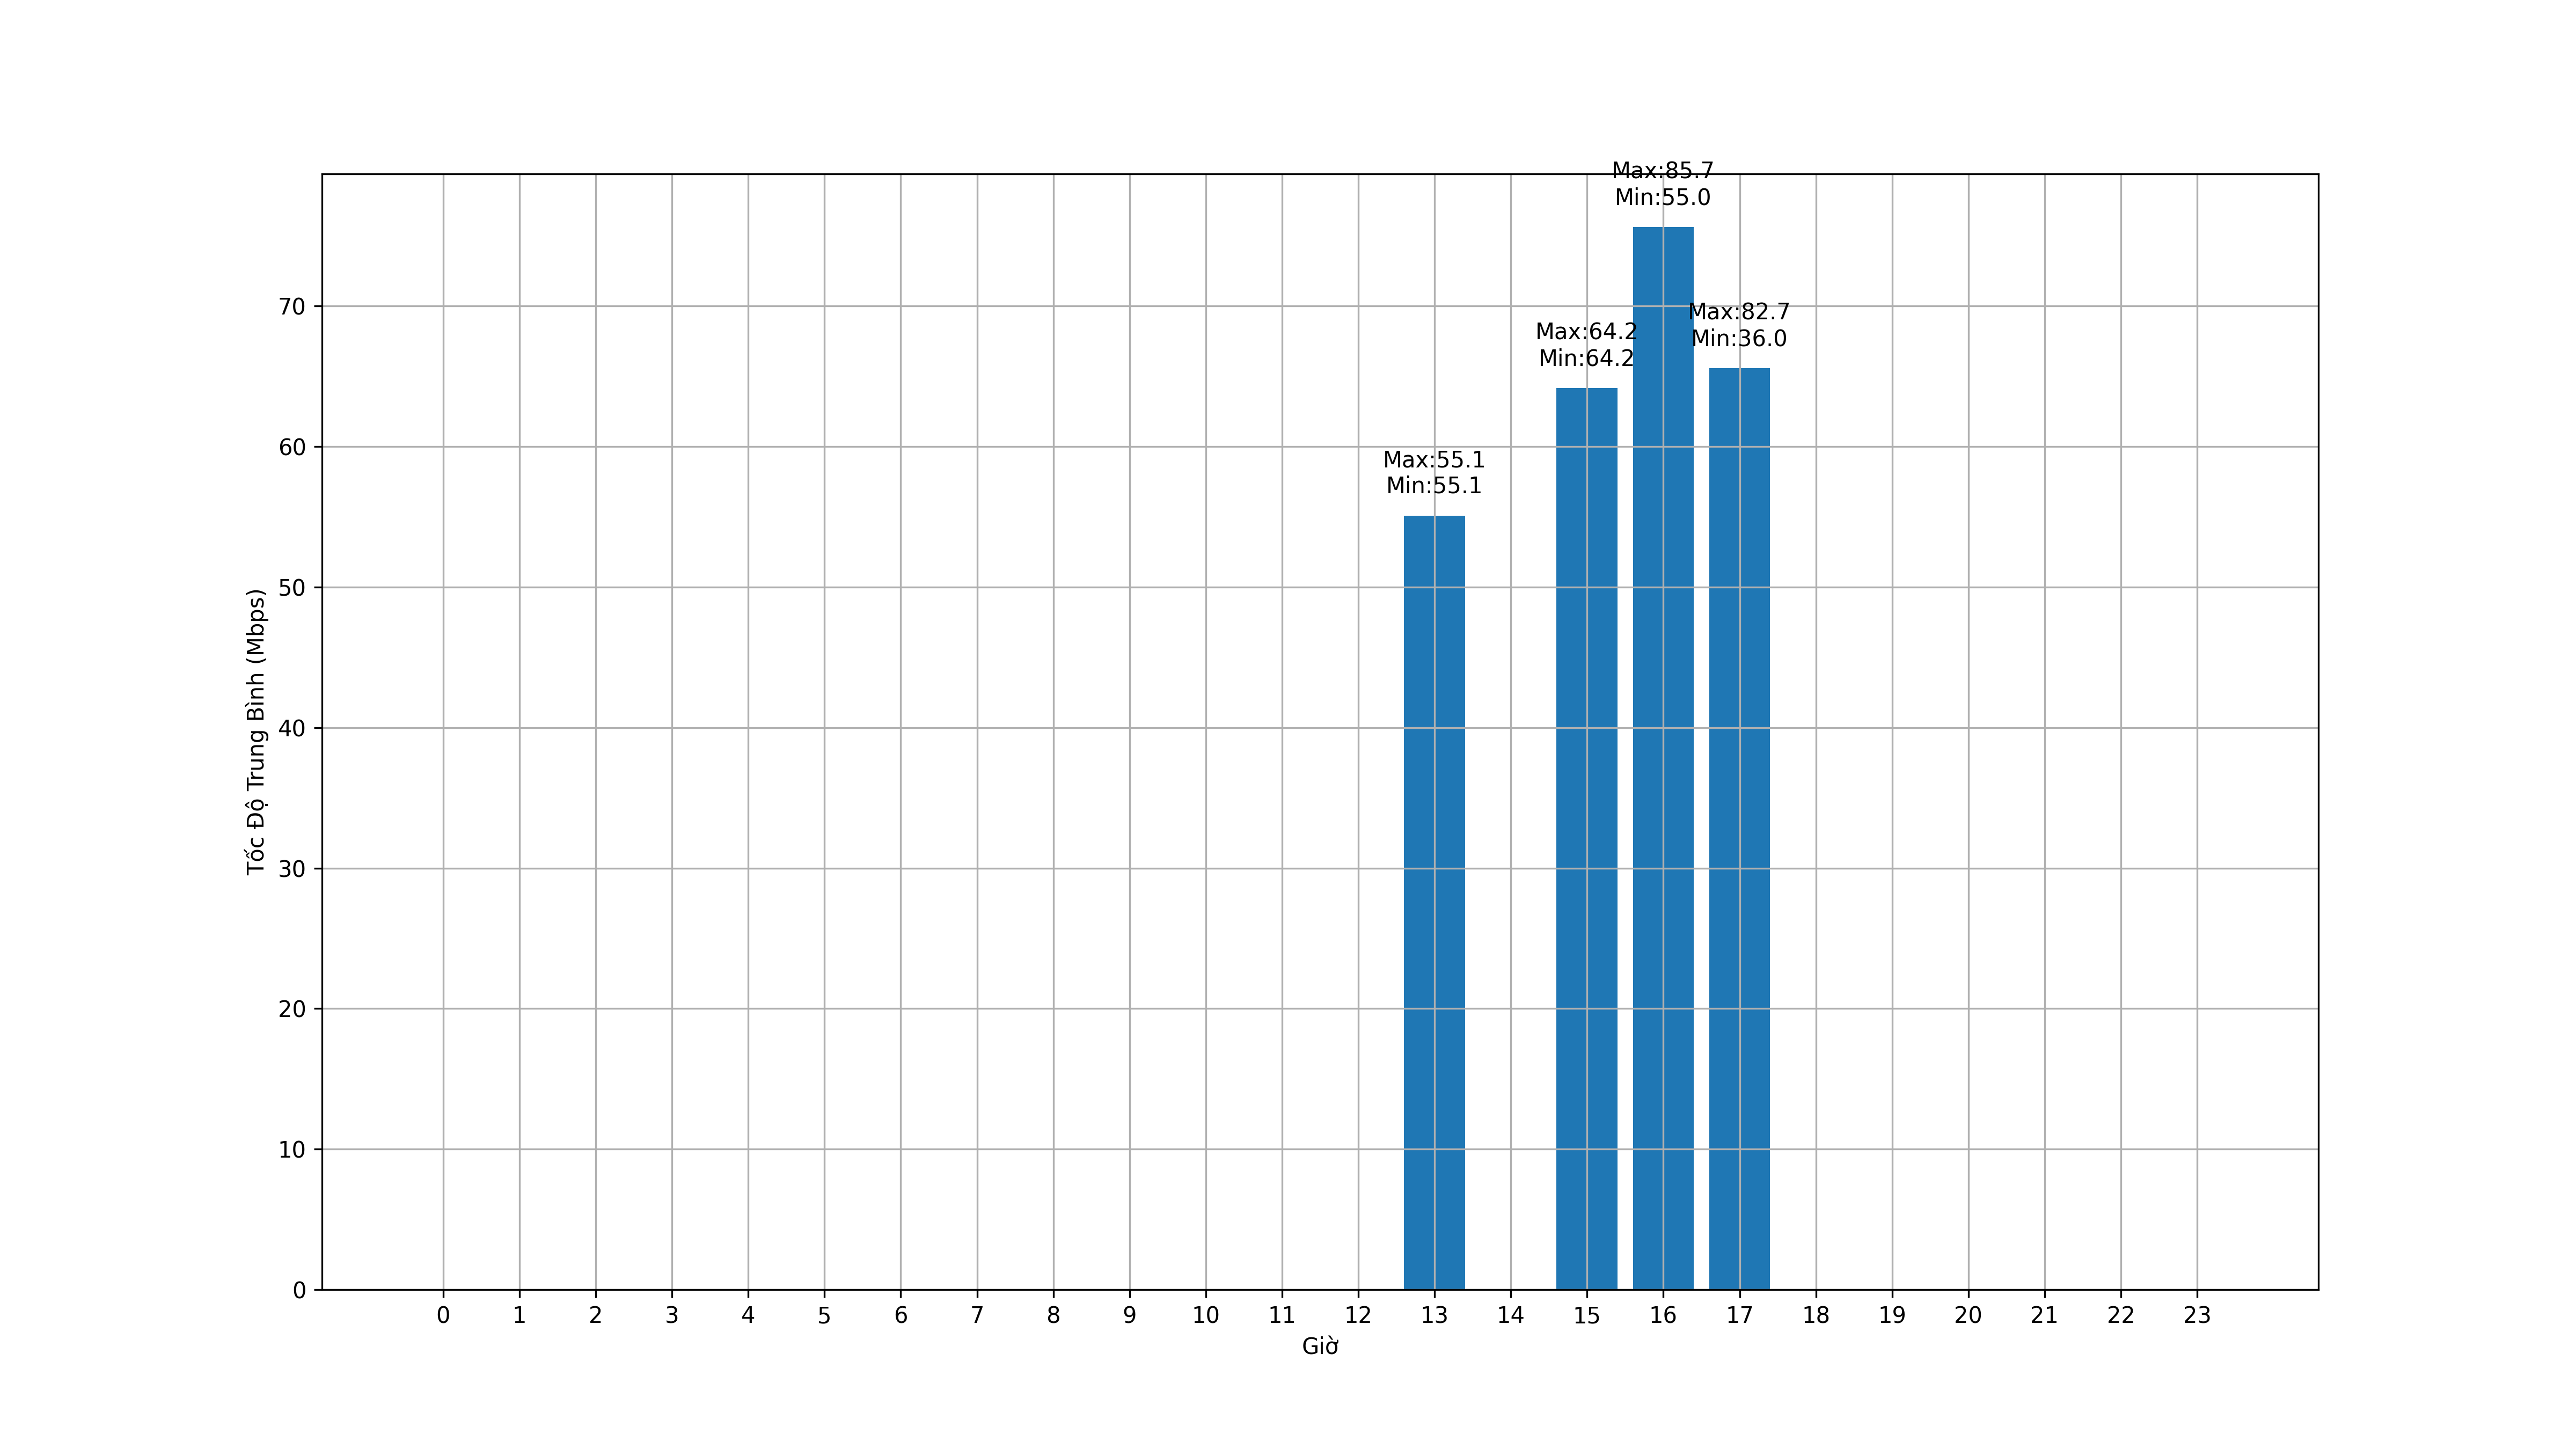 Max:85.7
Min:55.0
Max:82.7
Min:36.0
Max:64.2
Min:64.2
Max:55.1
Min:55.1
70
60
50
40
30
20
10
0
Tốc Độ Trung Bình (Mbps)
0 1 2 3 4 5 6 7 8 9 10 11 12 13 14 15 16 17 18 19 20 21 22 23
Giờ